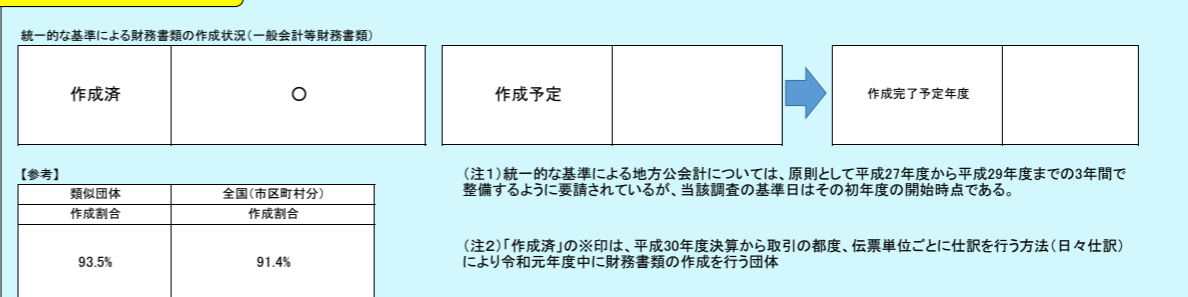 統一的な基準による財務書類の作成状況（一般会計等財務書類）
作成済
○
作成予定
作成完了予定年度
【参考】
類似団体
全国（市区町村分）
作成割合
作成割合
93.5%
91.4%
（注１）統一的な基準による地方公会計については、原則として平成27年度から平成29年度までの3年間で
整備するように要請されているが、当該調査の基準日はその初年度の開始時点である。
（注２）「作成済」の※印は、平成30年度決算から取引の都度、伝票単位ごとに仕訳を行う方法（日々仕訳）
により令和元年度中に財務書類の作成を行う団体